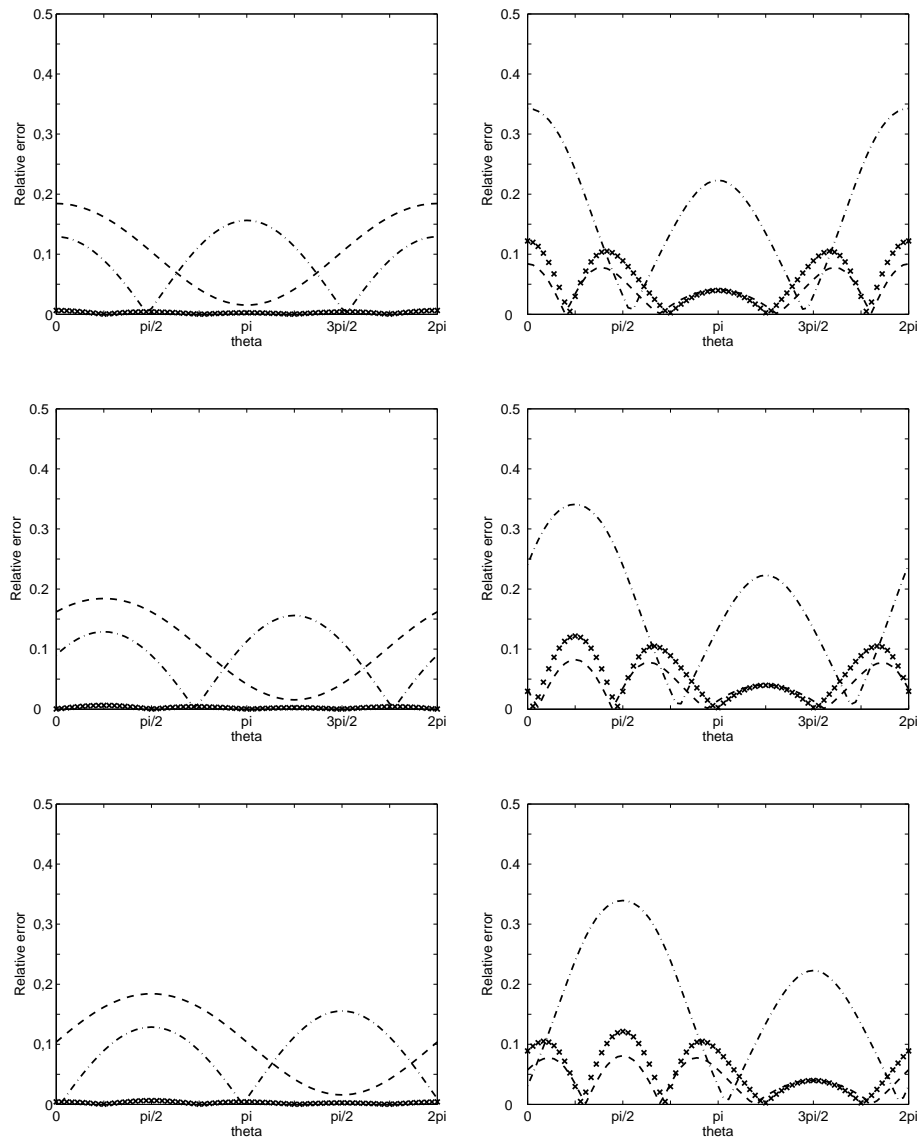 0.5
0,4
0,3
0.2
0,1
0
Relative error
0
pi/2
pi
3pi/2
2pi
theta
0.5
0.4
0.3
0.2
0.1
0
Relative error
0
pi/2
pi
3pi/2
2pi
theta
0.5
0.4
0.3
0.2
0.1
0
Relative error
0
pi/2
pi
3pi/2
2pi
theta
0.5
0.4
0.3
0.2
0.1
0
Relative error
0
pi/2
pi
3pi/2
2pi
theta
0.5
0,4
0.3
0,2
0.1
0
Relative error
0
pi/2
pi
3pi/2
2pi
theta
0.5
0.4
0.3
0.2
0.1
0
Relative error
0
pi/2
pi
3pi/2
2pi
theta